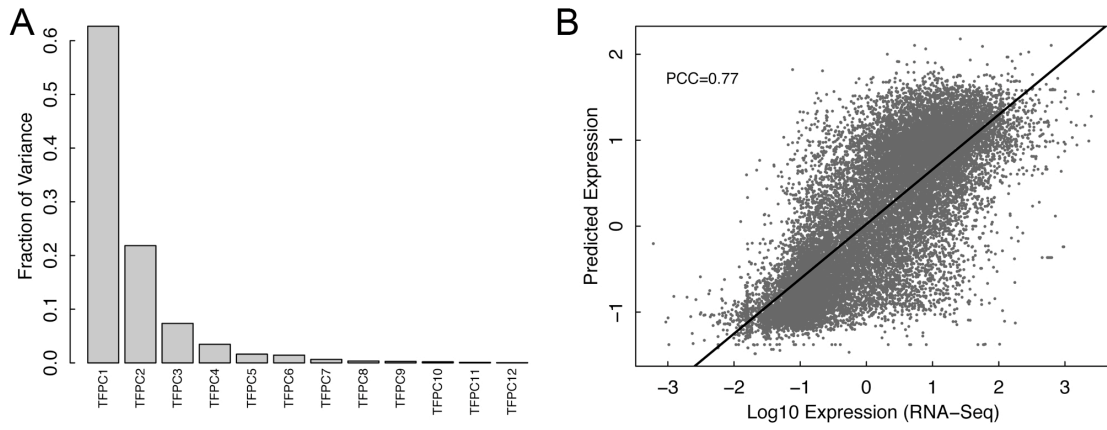 A
Fraction of Variance
0.6
0.5
0.4
0.3
0.2
0.1
0.0
TFPC1
TFPC2
TFPC3
TFPC4
TFPC5
TFPC6
TFPC7
TFPC8
TFPC9
TFPC10
TFPC11
TFPC12
B
PCC=0.77
Predicted Expression
2
1
0
−1
−3 −2 −1 0 1 2 3
Log10 Expression (RNA−Seq)